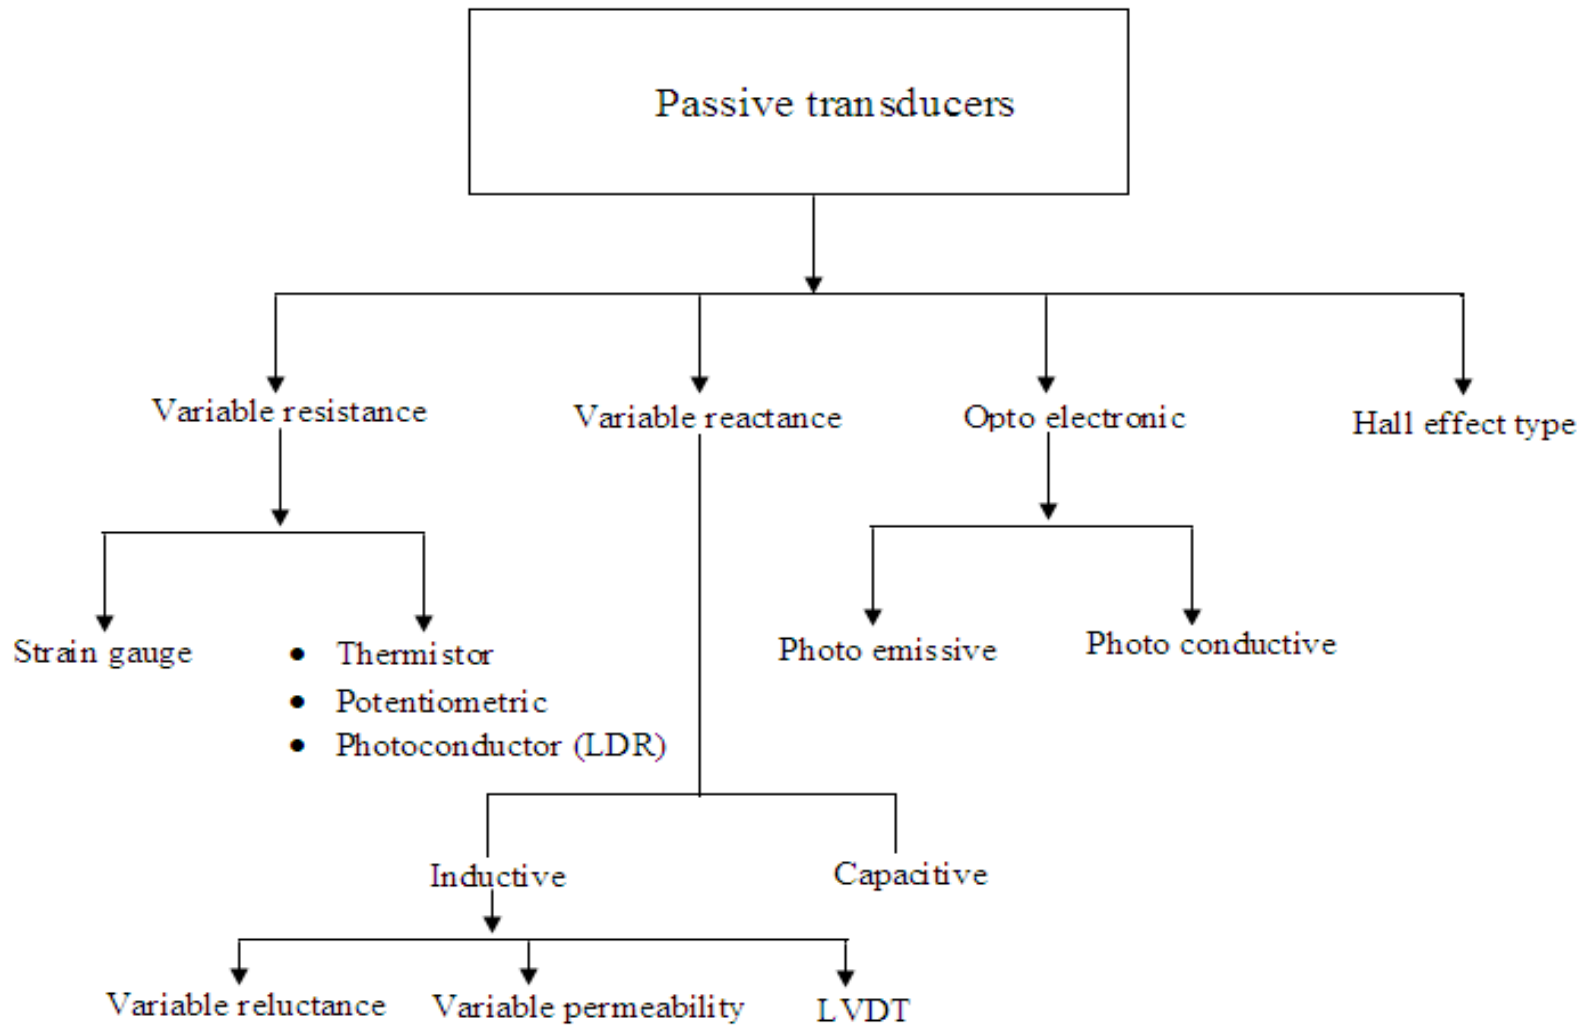 Passive transducers
Variable resistance
Variable reactance
Opto electronic
Hall effect type
Strain gauge
• Thermistor
• Potentiometric
• Photoconductor (LDR)
Photo emissive
Photo conductive
Inductive
Capacitive
Variable reluctance
Variable permeability
LVDT